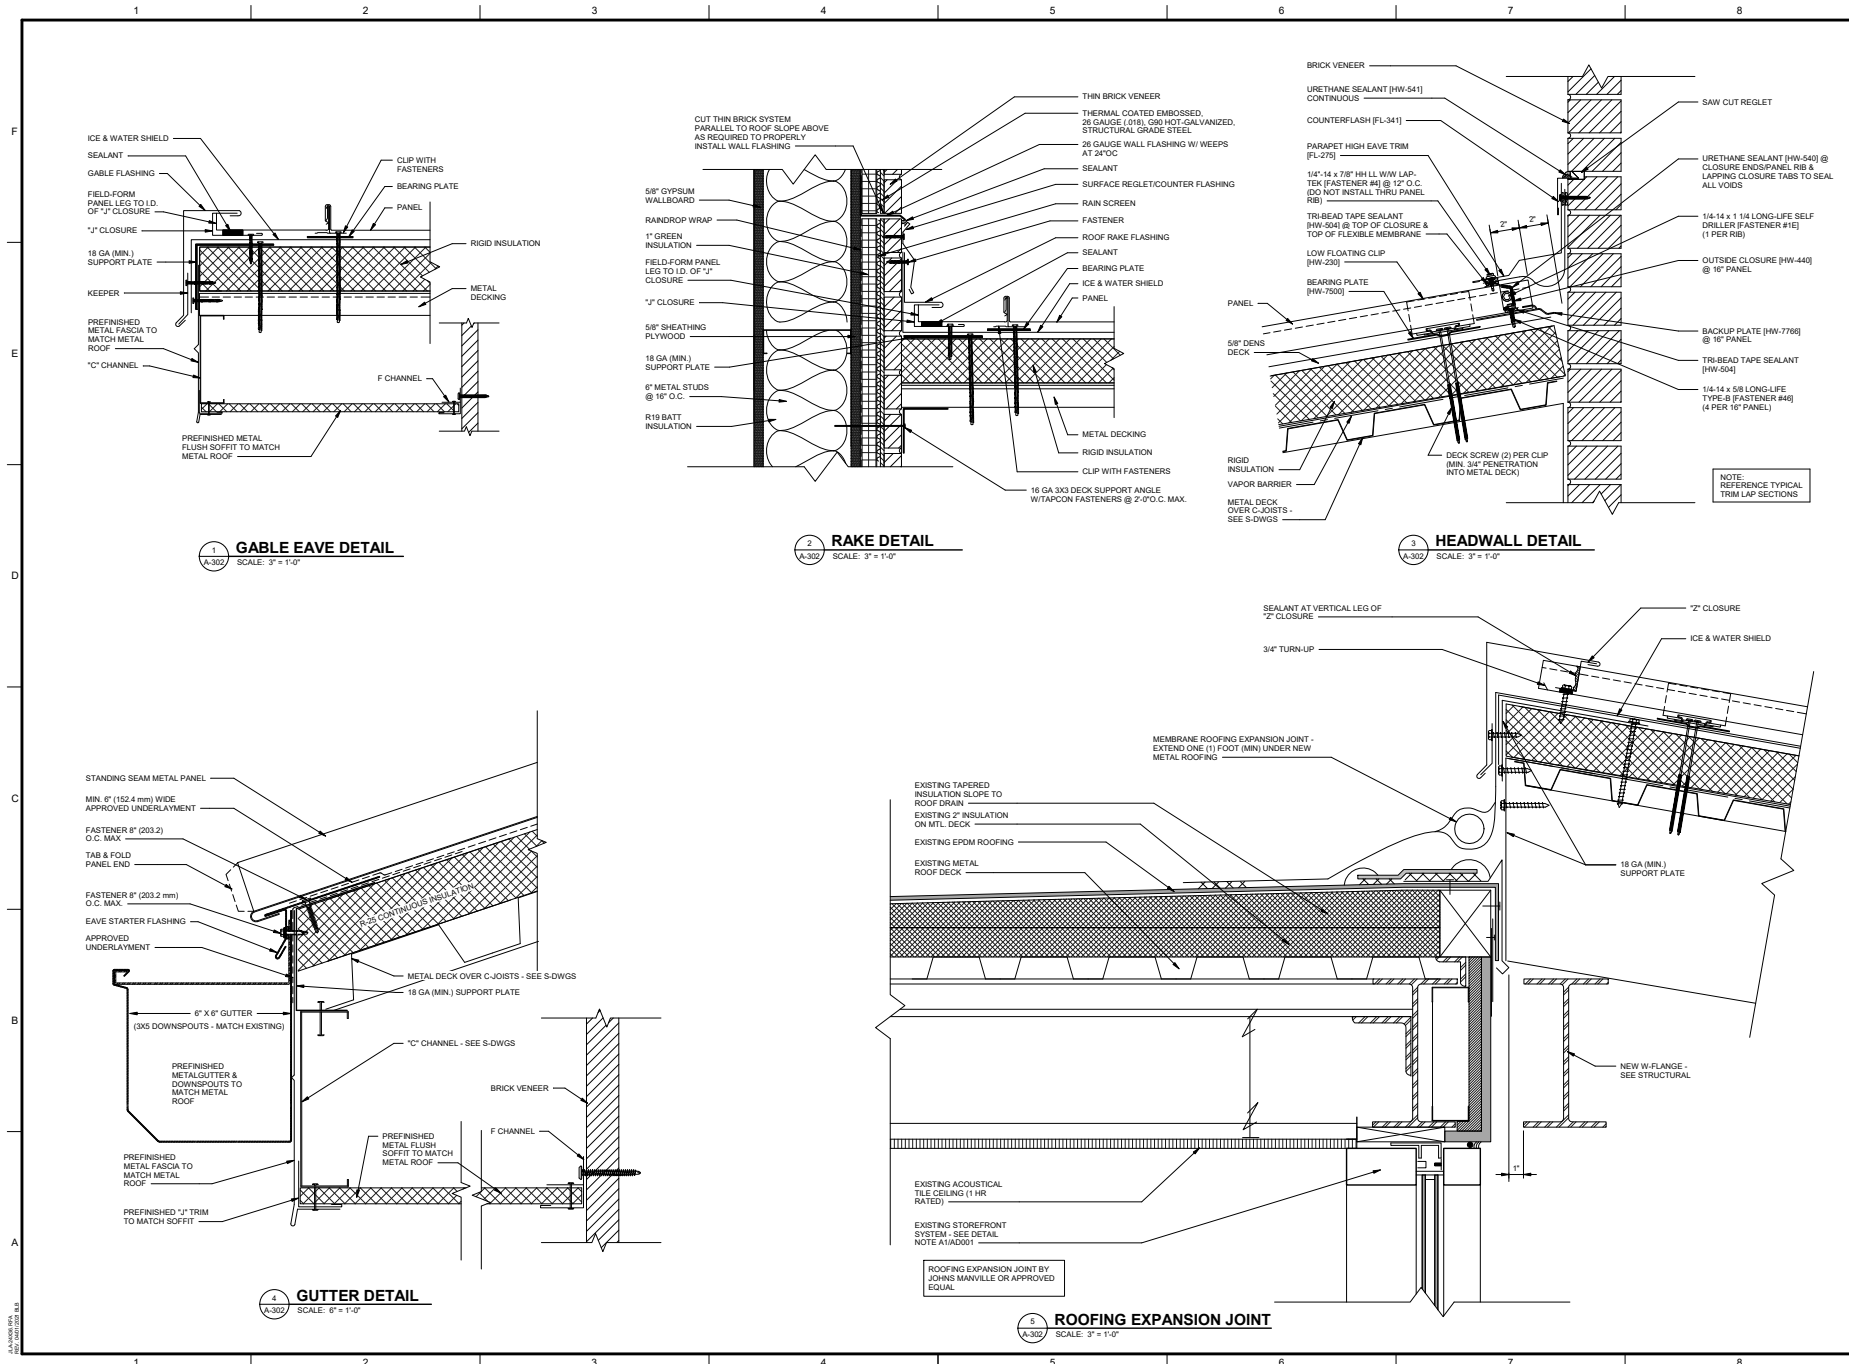 1 2 3 4 5 6 7 8
F
E
D
C
B
A
ICE & WATER SHIELD
SEALANT
GABLE FLASHING
FIELD-FORM
PANEL LEG TO I.D.
OF "J" CLOSURE
"J" CLOSURE
18 GA (MIN.)
SUPPORT PLATE
KEEPER
PREFINISHED
METAL FASCIA TO
MATCH METAL
ROOF
"C" CHANNEL
CLIP WITH
FASTENERS
BEARING PLATE
PANEL
RIGID INSULATION
METAL
DECKING
F CHANNEL
PREFINISHED METAL
FLUSH SOFFIT TO MATCH
METAL ROOF
1
A-302
GABLE EAVE DETAIL
SCALE: 3" = 1'-0"
CUT THIN BRICK SYSTEM
PARALLEL TO ROOF SLOPE ABOVE
AS REQUIRED TO PROPERLY
INSTALL WALL FLASHING
5/8" GYPSUM
WALLBOARD
RAINDROP WRAP
1" GREEN
INSULATION
FIELD-FORM PANEL
LEG TO I.D. OF "J"
CLOSURE
"J" CLOSURE
5/8" SHEATHING
PLYWOOD
18 GA (MIN.)
SUPPORT PLATE
6" METAL STUDS
@ 16" O.C.
R19 BATT
INSULATION
THIN BRICK VENEER
THERMAL COATED EMBOSSED,
26 GAUGE (.018), G90 HOT-GALVANIZED,
STRUCTURAL GRADE STEEL
26 GAUGE WALL FLASHING W/ WEEPS
AT 24"OC
SEALANT
SURFACE REGLET/COUNTER FLASHING
RAIN SCREEN
FASTENER
ROOF RAKE FLASHING
SEALANT
BEARING PLATE
ICE & WATER SHIELD
PANEL
METAL DECKING
RIGID INSULATION
CLIP WITH FASTENERS
16 GA 3X3 DECK SUPPORT ANGLE
W/TAPCON FASTENERS @ 2'-0"O.C. MAX.
2
A-302
RAKE DETAIL
SCALE: 3" = 1'-0"
BRICK VENEER
URETHANE SEALANT [HW-541]
CONTINUOUS
COUNTERFLASH [FL-341]
PARAPET HIGH EAVE TRIM
[FL-275]
1/4"-14 x 7/8" HH LL W/W LAP-
TEK [FASTENER #4] @ 12" O.C.
(DO NOT INSTALL THRU PANEL
RIB)
TRI-BEAD TAPE SEALANT
[HW-504] @ TOP OF CLOSURE &
TOP OF FLEXIBLE MEMBRANE
LOW FLOATING CLIP
[HW-230]
BEARING PLATE
[HW-7500]
PANEL
5/8" DENS
DECK
2" 2"
SAW CUT REGLET
URETHANE SEALANT [HW-540] @
CLOSURE ENDS/PANEL RIB &
LAPPING CLOSURE TABS TO SEAL
ALL VOIDS
1/4-14 x 1 1/4 LONG-LIFE SELF
DRILLER [FASTENER #1E]
(1 PER RIB)
OUTSIDE CLOSURE [HW-440]
@ 16" PANEL
BACKUP PLATE [HW-7766]
@ 16" PANEL
TRI-BEAD TAPE SEALANT
[HW-504]
1/4-14 x 5/8 LONG-LIFE
TYPE-B [FASTENER #46]
(4 PER 16" PANEL)
RIGID
INSULATION
VAPOR BARRIER
METAL DECK
OVER C-JOISTS -
SEE S-DWGS
DECK SCREW (2) PER CLIP
(MIN. 3/4" PENETRATION
INTO METAL DECK)
NOTE:
REFERENCE TYPICAL
TRIM LAP SECTIONS
3
A-302
HEADWALL DETAIL
SCALE: 3" = 1'-0"
STANDING SEAM METAL PANEL
MIN. 6" (152.4 mm) WIDE
APPROVED UNDERLAYMENT
FASTENER 8" (203.2)
O.C. MAX
TAB & FOLD
PANEL END
FASTENER 8" (203.2 mm)
O.C. MAX.
EAVE STARTER FLASHING
APPROVED
UNDERLAYMENT
R-25 CONTINUOUS INSULATION
METAL DECK OVER C-JOISTS - SEE S-DWGS
18 GA (MIN.) SUPPORT PLATE
6" X 6" GUTTER
(3X5 DOWNSPOUTS - MATCH EXISTING)
PREFINISHED
METALGUTTER &
DOWNSPOUTS TO
MATCH METAL
ROOF
"C" CHANNEL - SEE S-DWGS
BRICK VENEER
F CHANNEL
PREFINISHED
METAL FLUSH
SOFFIT TO MATCH
METAL ROOF
PREFINISHED
METAL FASCIA TO
MATCH METAL
ROOF
PREFINISHED "J" TRIM
TO MATCH SOFFIT
4
A-302
GUTTER DETAIL
SCALE: 6" = 1'-0"
SEALANT AT VERTICAL LEG OF
"Z" CLOSURE
3/4" TURN-UP
"Z" CLOSURE
ICE & WATER SHIELD
MEMBRANE ROOFING EXPANSION JOINT -
EXTEND ONE (1) FOOT (MIN) UNDER NEW
METAL ROOFING
EXISTING TAPERED
INSULATION SLOPE TO
ROOF DRAIN
EXISTING 2" INSULATION
ON MTL. DECK
EXISTING EPDM ROOFING
EXISTING METAL
ROOF DECK
18 GA (MIN.)
SUPPORT PLATE
NEW W-FLANGE -
SEE STRUCTURAL
1"
EXISTING ACOUSTICAL
TILE CEILING (1 HR
RATED)
EXISTING STOREFRONT
SYSTEM - SEE DETAIL
NOTE A1/AD001
ROOFING EXPANSION JOINT BY
JOHNS MANVILLE OR APPROVED
EQUAL
5
A-302
ROOFING EXPANSION JOINT
SCALE: 3" = 1'-0"
1 2 3 4 5 6 7 8